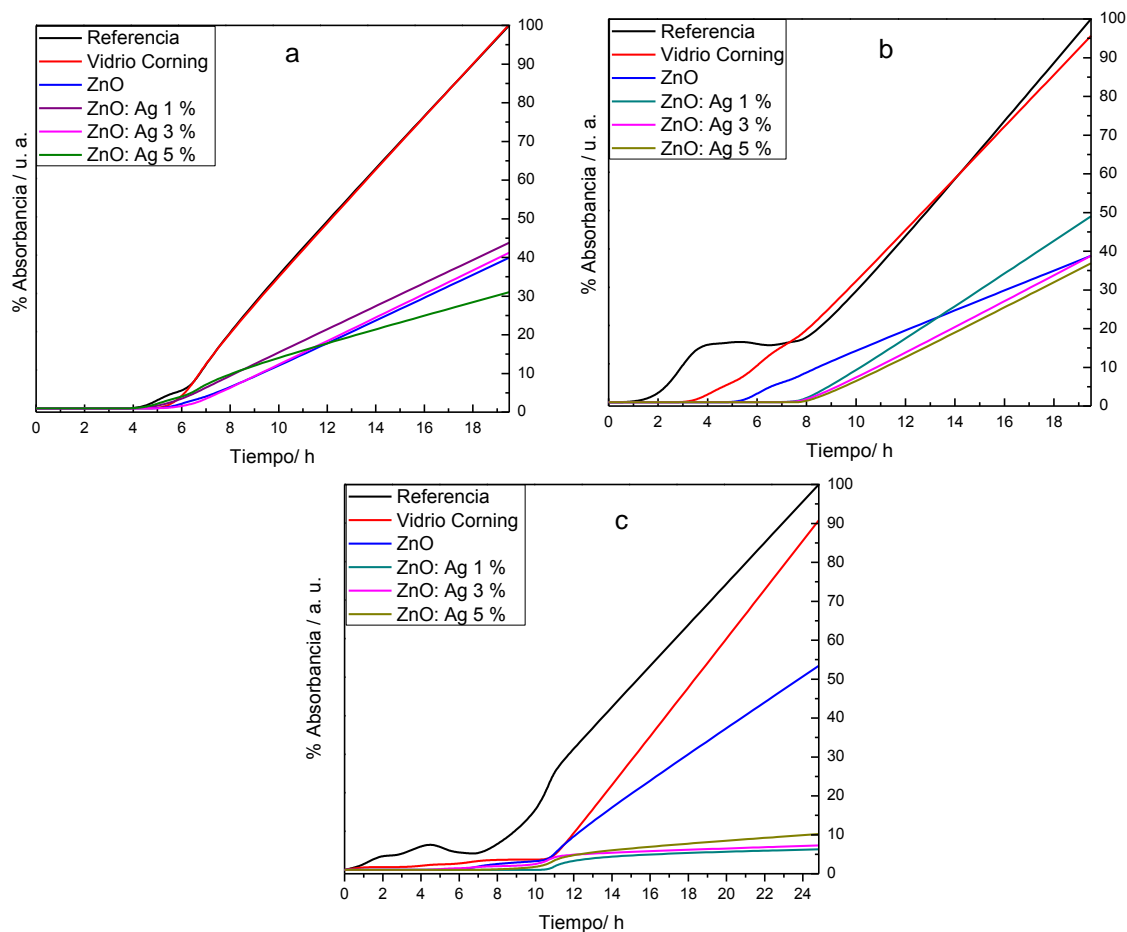 Referencia
Vidrio Corning
ZnO
ZnO: Ag 1 %
ZnO: Ag 3 %
ZnO: Ag 5 %
a
% Absorbancia / u. a.
0 10 20 30 40 50 60 70 80 90 100
0 2 4 6 8 10 12 14 16 18
Tiempo/ h
Referencia
Vidrio Corning
ZnO
ZnO: Ag 1 %
ZnO: Ag 3 %
ZnO: Ag 5 %
b
% Absorbancia / u. a.
0 10 20 30 40 50 60 70 80 90 100
0 2 4 6 8 10 12 14 16 18
Tiempo/ h
Referencia
Vidrio Corning
ZnO
ZnO: Ag 1 %
ZnO: Ag 3 %
ZnO: Ag 5 %
c
% Absorbancia / a. u.
0 10 20 30 40 50 60 70 80 90 100
0 2 4 6 8 10 12 14 16 18 20 22 24
Tiempo/ h